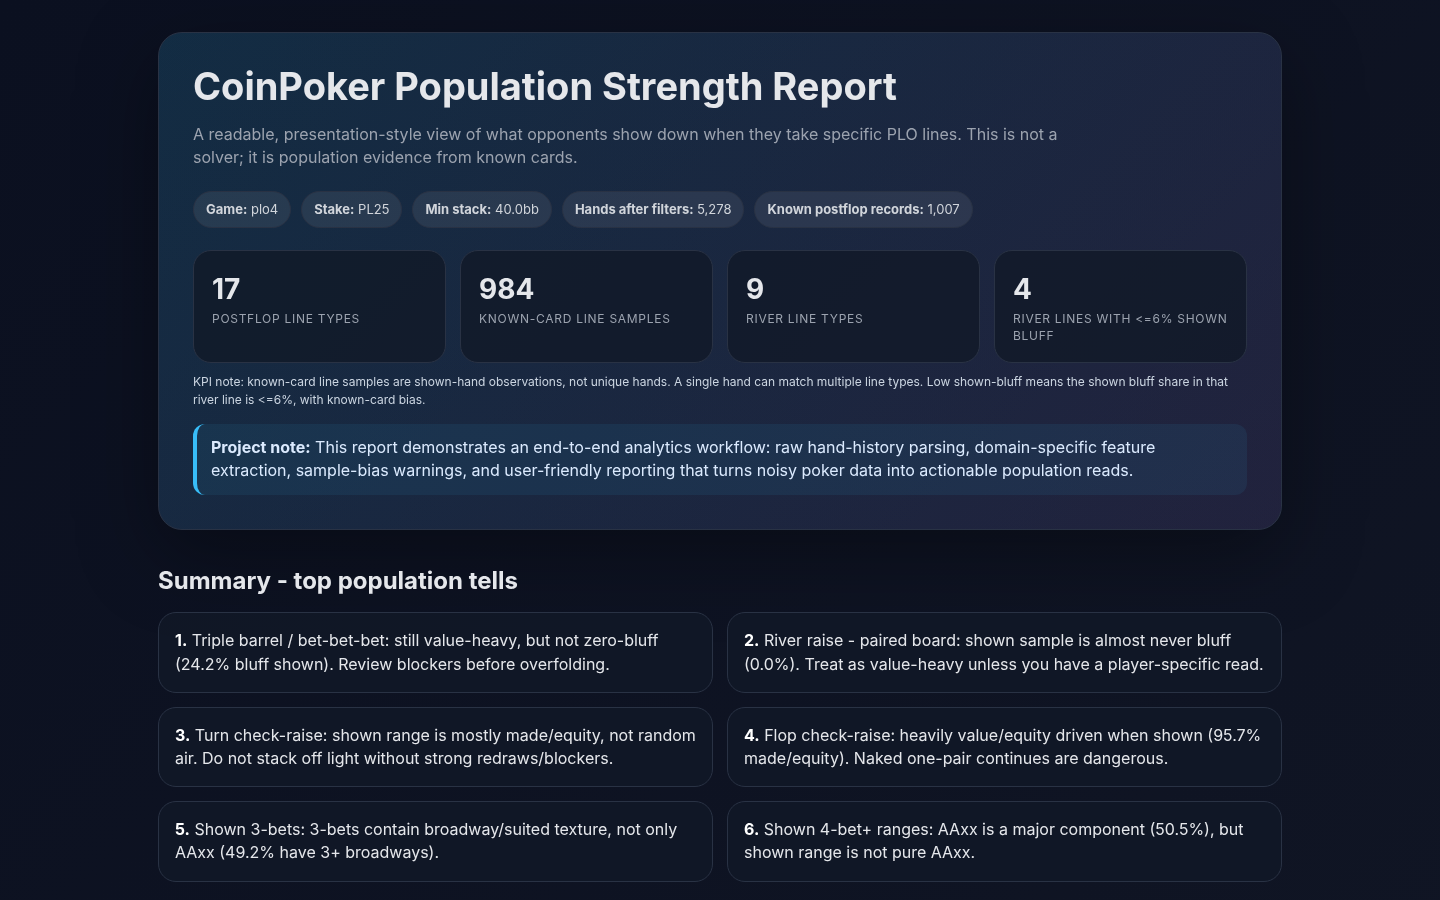 CoinPoker Population Strength Report
A readable, presentation-style view of what opponents show down when they take specific PLO lines. This is not a
solver; it is population evidence from known cards.
Game: plo4 Stake: PL25 Min stack: 40.0bb Hands after filters: 5,278 Known postflop records: 1,007
17
POSTFLOP LINE TYPES
984
KNOWN-CARD LINE SAMPLES
9
RIVER LINE TYPES
4
RIVER LINES WITH <=6% SHOWN
BLUFF
KPI note: known-card line samples are shown-hand observations, not unique hands. A single hand can match multiple line types. Low shown-bluff means the shown bluff share in that
river line is <=6%, with known-card bias.
Project note: This report demonstrates an end-to-end analytics workflow: raw hand-history parsing, domain-specific feature
extraction, sample-bias warnings, and user-friendly reporting that turns noisy poker data into actionable population reads.
Summary - top population tells
1. Triple barrel / bet-bet-bet: still value-heavy, but not zero-bluff
(24.2% bluff shown). Review blockers before overfolding.
2. River raise - paired board: shown sample is almost never bluff
(0.0%). Treat as value-heavy unless you have a player-specific read.
3. Turn check-raise: shown range is mostly made/equity, not random
air. Do not stack off light without strong redraws/blockers.
4. Flop check-raise: heavily value/equity driven when shown (95.7%
made/equity). Naked one-pair continues are dangerous.
5. Shown 3-bets: 3-bets contain broadway/suited texture, not only
AAxx (49.2% have 3+ broadways).
6. Shown 4-bet+ ranges: AAxx is a major component (50.5%), but
shown range is not pure AAxx.